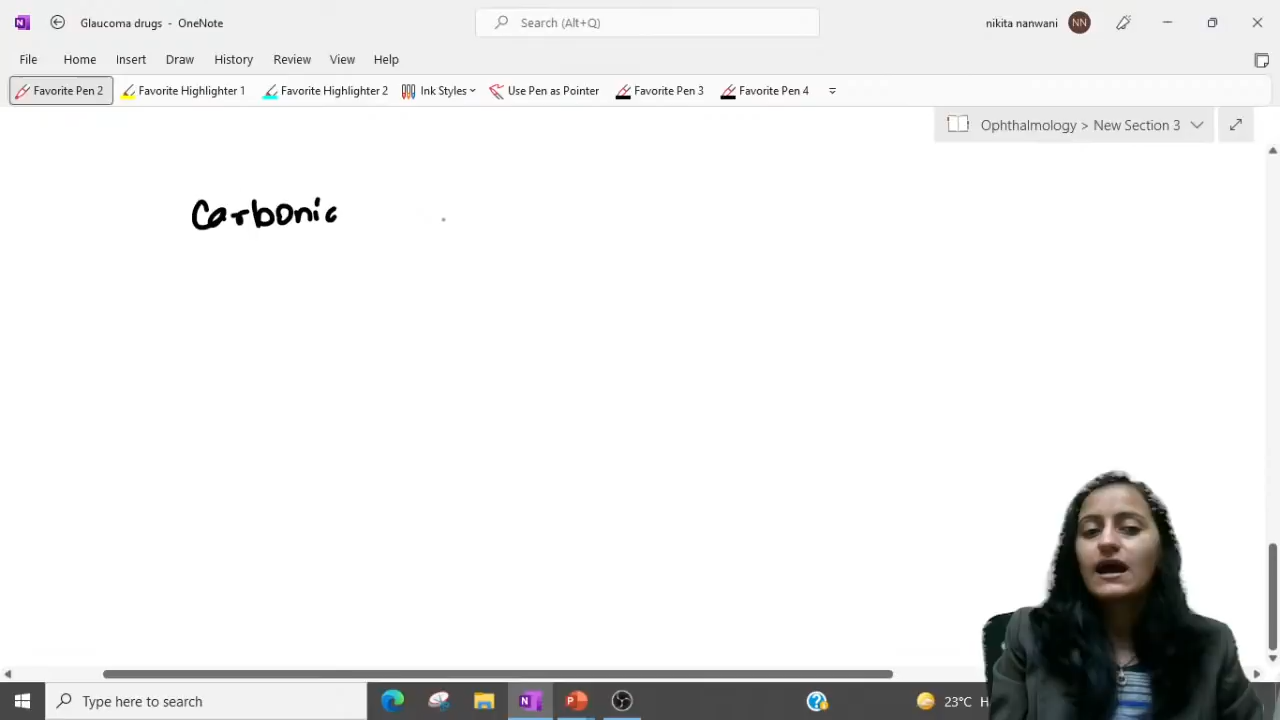 Glaucoma drugs - OneNote
Search (Alt+Q)
nikita nanwani NN
File Home Insert Draw History Review View Help
Favorite Pen 2 Favorite Highlighter 1 Favorite Highlighter 2 Ink Styles Use Pen as Pointer Favorite Pen 3 Favorite Pen 4
Ophthalmology > New Section 3
Carbonic
Type here to search
23°C H